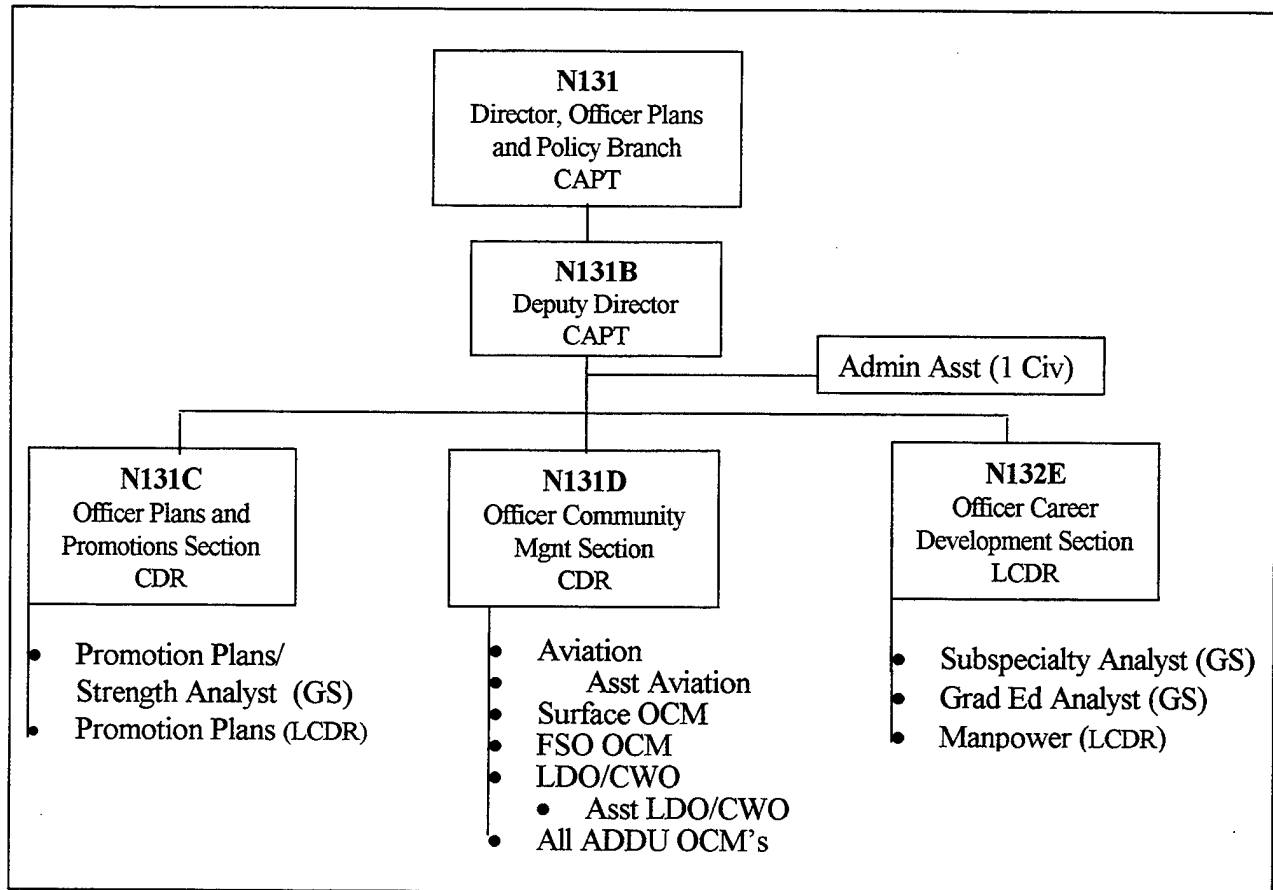 N131
Director, Officer Plans
and Policy Branch
CAPT
N131B
Deputy Director
CAPT
Admin Asst (1 Civ)
N131C
Officer Plans and
Promotions Section
CDR
• Promotion Plans/
Strength Analyst (GS)
• Promotion Plans (LCDR)
N131D
Officer Community
Mgnt Section
CDR
• Aviation
• Asst Aviation
• Surface OCM
• FSO OCM
• LDO/CWO
• Asst LDO/CWO
• All ADDU OCM's
N132E
Officer Career
Development Section
LCDR
• Subspecialty Analyst (GS)
• Grad Ed Analyst (GS)
• Manpower (LCDR)